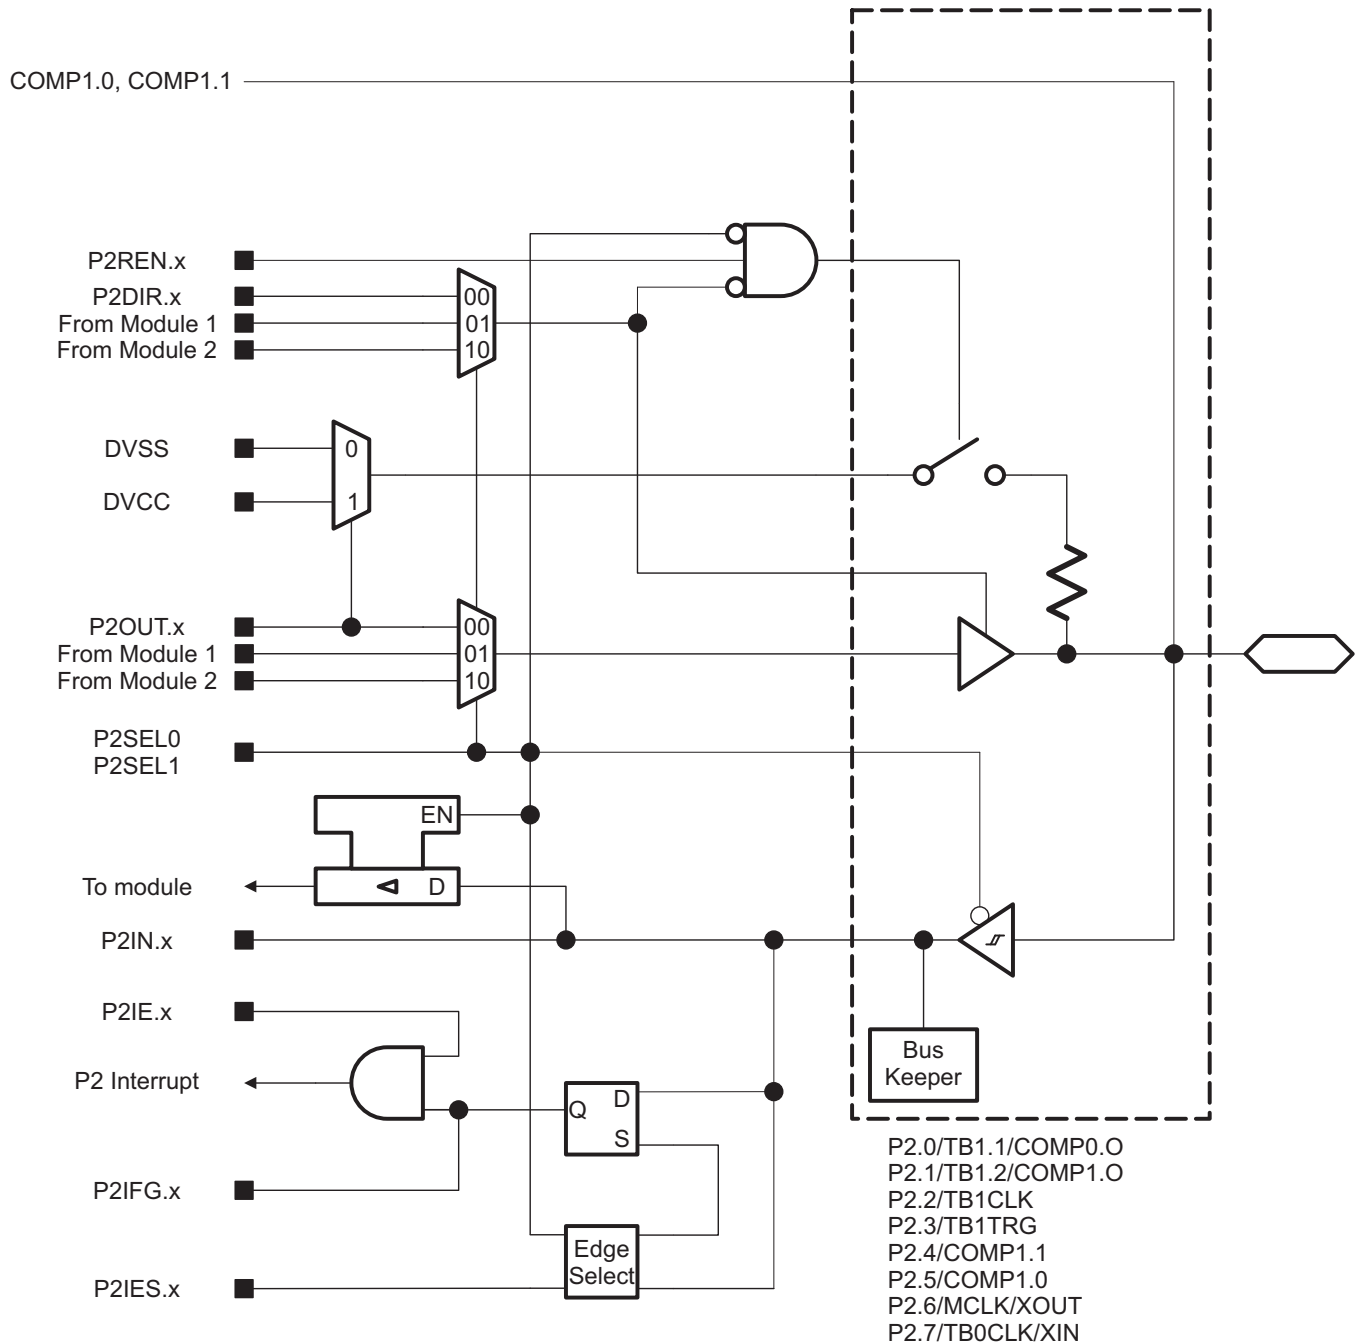 COMP1.0, COMP1.1
P2REN.x
P2DIR.x
From Module 1
From Module 2
00
01
10
DVSS
DVCC
0
1
P2OUT.x
From Module 1
From Module 2
00
01
10
P2SEL0
P2SEL1
EN
To module
D
P2IN.x
P2IE.x
Bus
Keeper
P2 Interrupt
Q
D
S
P2IFG.x
Edge
Select
P2IES.x
P2.0/TB1.1/COMP0.O
P2.1/TB1.2/COMP1.O
P2.2/TB1CLK
P2.3/TB1TRG
P2.4/COMP1.1
P2.5/COMP1.0
P2.6/MCLK/XOUT
P2.7/TB0CLK/XIN